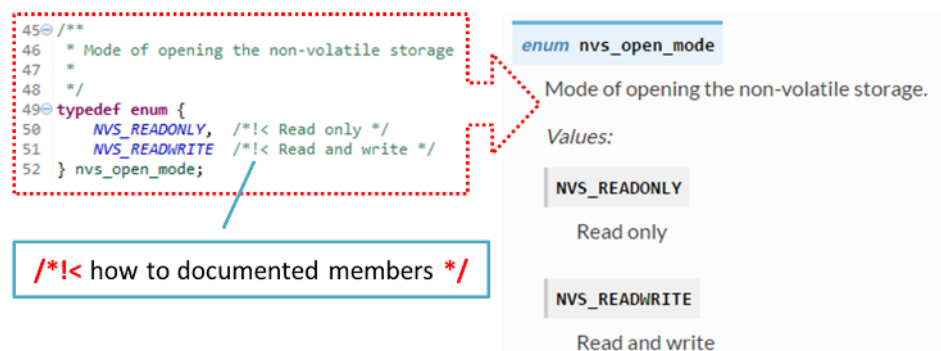 45 /**
46  * Mode of opening the non-volatile storage
47  *
48  */
49 typedef enum {
50     NVS_READONLY,  /*!< Read only */
51     NVS_READWRITE  /*!< Read and write */
52 } nvs_open_mode;
/*!< how to documented members */
enum nvs_open_mode
Mode of opening the non-volatile storage.
Values:
NVS_READONLY
Read only
NVS_READWRITE
Read and write